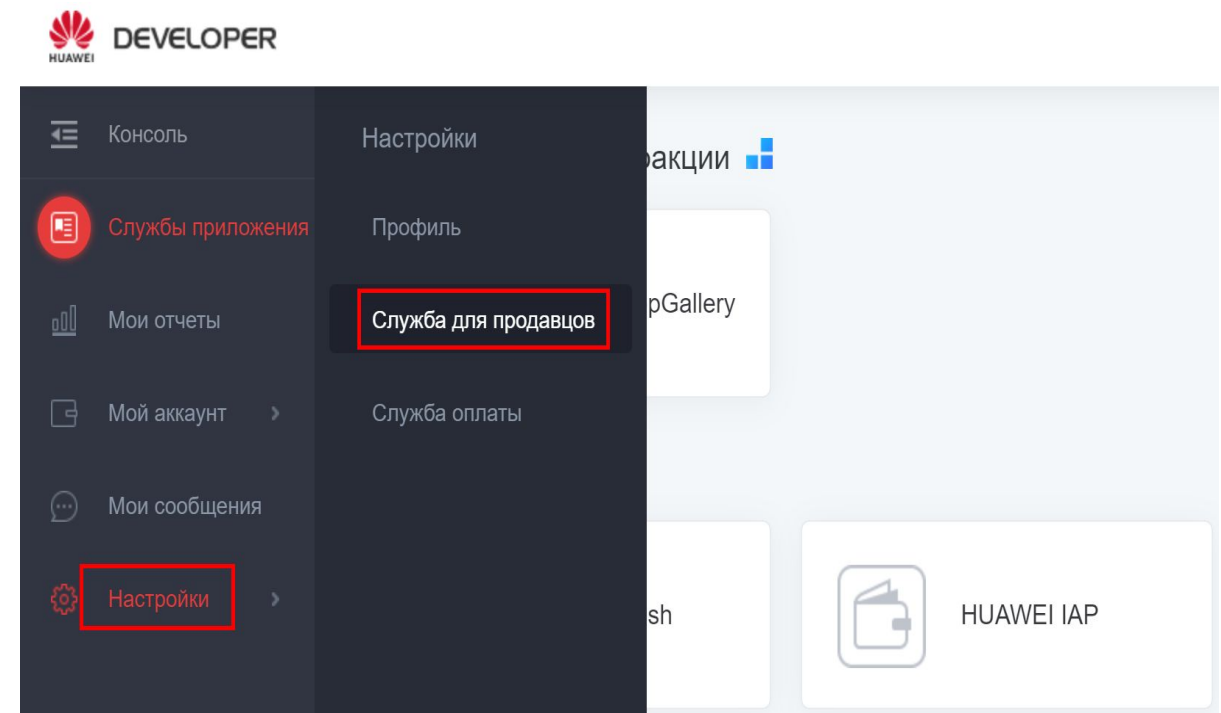 HUAWEI
DEVELOPER
Консоль
Службы приложения
Мои отчеты
Мой аккаунт
Мои сообщения
Настройки
Настройки
Профиль
Служба для продавцов
Служба оплаты
ракции
pGallery
sh
HUAWEI IAP